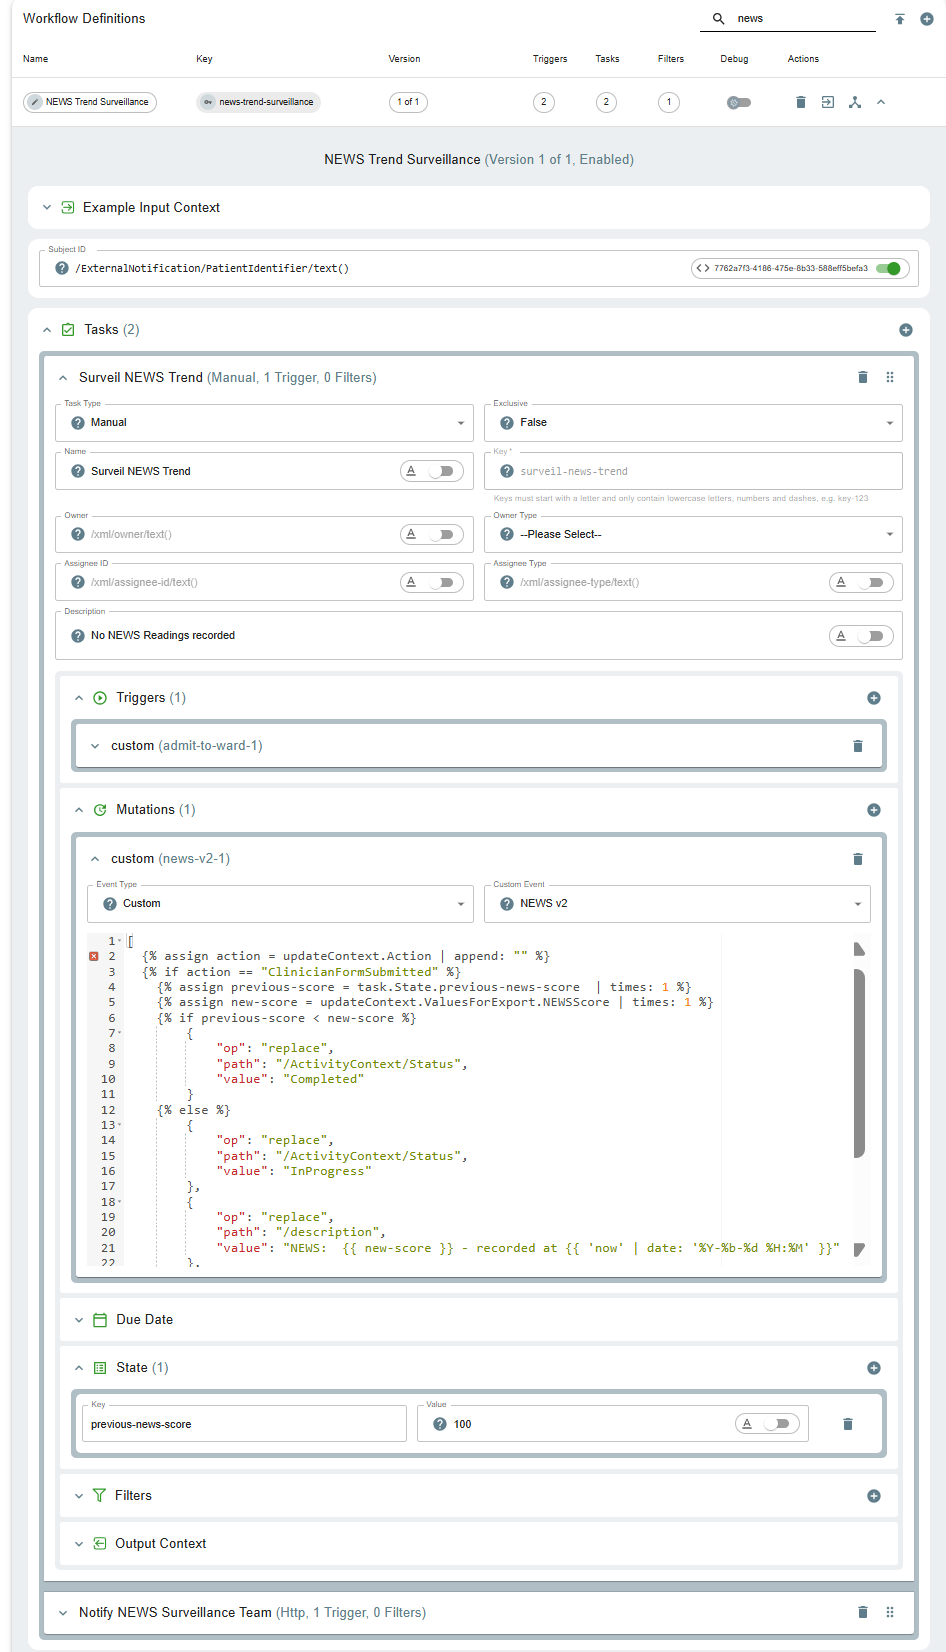 Workflow Definitions
news
Name Key Version Triggers Tasks Filters Debug Actions
NEWS Trend Surveillance news-trend-surveillance 1 of 1 2 2 1
NEWS Trend Surveillance (Version 1 of 1, Enabled)
Example Input Context
Subject ID
/ExternalNotification/PatientIdentifier/text() 7762a7f3-4186-475e-8b33-588eff5befa3
Tasks (2)
Surveil NEWS Trend (Manual, 1 Trigger, 0 Filters)
Task Type Exclusive
Manual False
Name Key *
Surveil NEWS Trend A surveil-news-trend
Keys must start with a letter and only contain lowercase letters, numbers and dashes, e.g. key-123
Owner Owner Type
/xml/owner/text() A --Please Select--
Assignee ID Assignee Type
/xml/assignee-id/text() A /xml/assignee-type/text() A
Description
No NEWS Readings recorded A
Triggers (1)
custom (admit-to-ward-1)
Mutations (1)
custom (news-v2-1)
Event Type Custom Event
Custom NEWS v2
1 [
2 {% assign action = updateContext.Action | append: "" %}
3 {% if action == "ClinicianFormSubmitted" %}
4 {% assign previous-score = task.State.previous-news-score | times: 1 %}
5 {% assign new-score = updateContext.ValuesForExport.NEWSScore | times: 1 %}
6 {% if previous-score < new-score %}
7 {
8 "op": "replace",
9 "path": "/ActivityContext/Status",
10 "value": "Completed"
11 }
12 {% else %}
13 {
14 "op": "replace",
15 "path": "/ActivityContext/Status",
16 "value": "InProgress"
17 },
18 {
19 "op": "replace",
20 "path": "/description",
21 "value": "NEWS: {{ new-score }} - recorded at {{ 'now' | date: '%Y-%b-%d %H:%M' }}"
22 },
Due Date
State (1)
Key Value
previous-news-score 100 A
Filters
Output Context
Notify NEWS Surveillance Team (Http, 1 Trigger, 0 Filters)